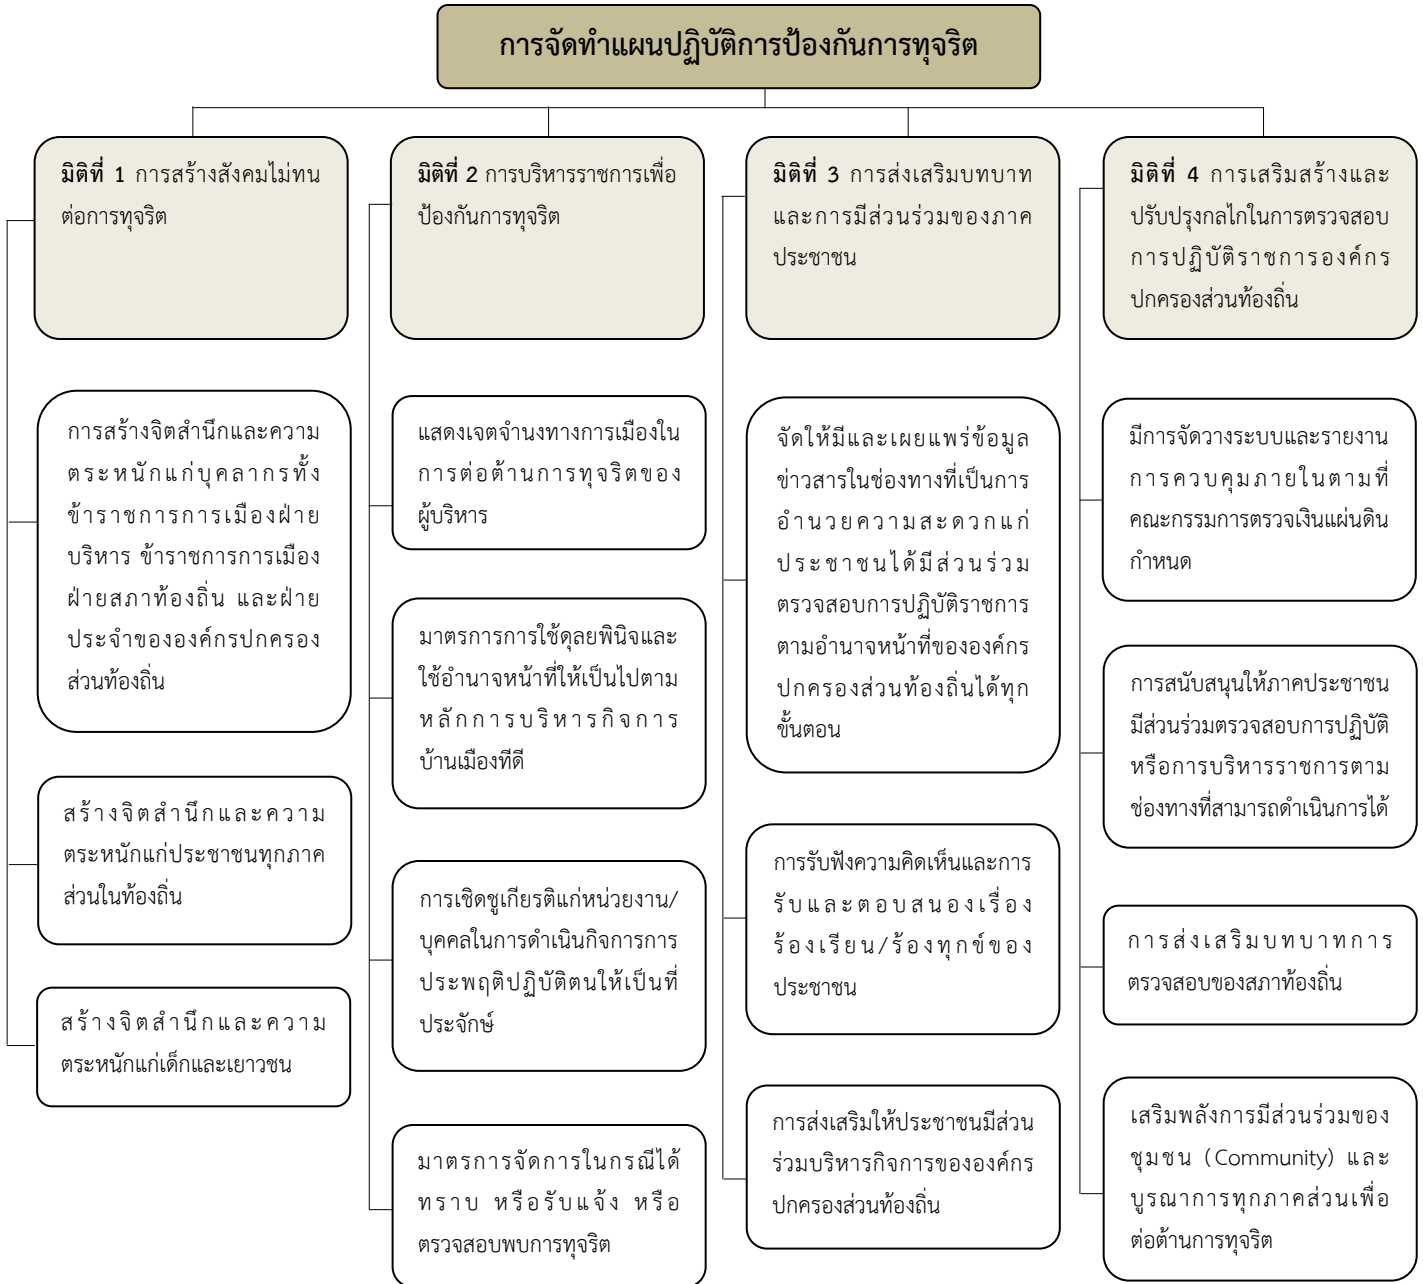 การจัดทำแผนปฏิบัติการป้องกันการทุจริต
มิติที่ 1 การสร้างสังคมไม่ทน
ต่อการทุจริต
การสร้างจิตสำนึกและความ
ตระหนักแก่บุคลากรทั้ง
ข้าราชการการเมืองฝ่าย
บริหาร ข้าราชการการเมือง
ฝ่ายสภาท้องถิ่น และฝ่าย
ประจำขององค์กรปกครอง
ส่วนท้องถิ่น
สร้างจิตสำนึกและความ
ตระหนักแก่ประชาชนทุกภาค
ส่วนในท้องถิ่น
สร้างจิตสำนึกและความ
ตระหนักแก่เด็กและเยาวชน
มิติที่ 2 การบริหารราชการเพื่อ
ป้องกันการทุจริต
แสดงเจตจำนงทางการเมืองใน
การต่อต้านการทุจริตของ
ผู้บริหาร
มาตรการการใช้ดุลยพินิจและ
ใช้อำนาจหน้าที่ให้เป็นไปตาม
หลักการบริหารกิจการ
บ้านเมืองทีดี
การเชิดชูเกียรติแก่หน่วยงาน/
บุคคลในการดำเนินกิจการการ
ประพฤติปฏิบัติตนให้เป็นที่
ประจักษ์
มาตรการจัดการในกรณีได้
ทราบ หรือรับแจ้ง หรือ
ตรวจสอบพบการทุจริต
มิติที่ 3 การส่งเสริมบทบาท
และการมีส่วนร่วมของภาค
ประชาชน
จัดให้มีและเผยแพร่ข้อมูล
ข่าวสารในช่องทางที่เป็นการ
อำนวยความสะดวกแก่
ประชาชนได้มีส่วนร่วม
ตรวจสอบการปฏิบัติราชการ
ตามอำนาจหน้าที่ขององค์กร
ปกครองส่วนท้องถิ่นได้ทุก
ขั้นตอน
การรับฟังความคิดเห็นและการ
รับและตอบสนองเรื่อง
ร้องเรียน/ร้องทุกข์ของ
ประชาชน
การส่งเสริมให้ประชาชนมีส่วน
ร่วมบริหารกิจการขององค์กร
ปกครองส่วนท้องถิ่น
มิติที่ 4 การเสริมสร้างและ
ปรับปรุงกลไกในการตรวจสอบ
การปฏิบัติราชการองค์กร
ปกครองส่วนท้องถิ่น
มีการจัดวางระบบและรายงาน
การควบคุมภายในตามที่
คณะกรรมการตรวจเงินแผ่นดิน
กำหนด
การสนับสนุนให้ภาคประชาชน
มีส่วนร่วมตรวจสอบการปฏิบัติ
หรือการบริหารราชการตาม
ช่องทางที่สามารถดำเนินการได้
การส่งเสริมบทบาทการ
ตรวจสอบของสภาท้องถิ่น
เสริมพลังการมีส่วนร่วมของ
ชุมชน (Community) และ
บูรณาการทุกภาคส่วนเพื่อ
ต่อต้านการทุจริต